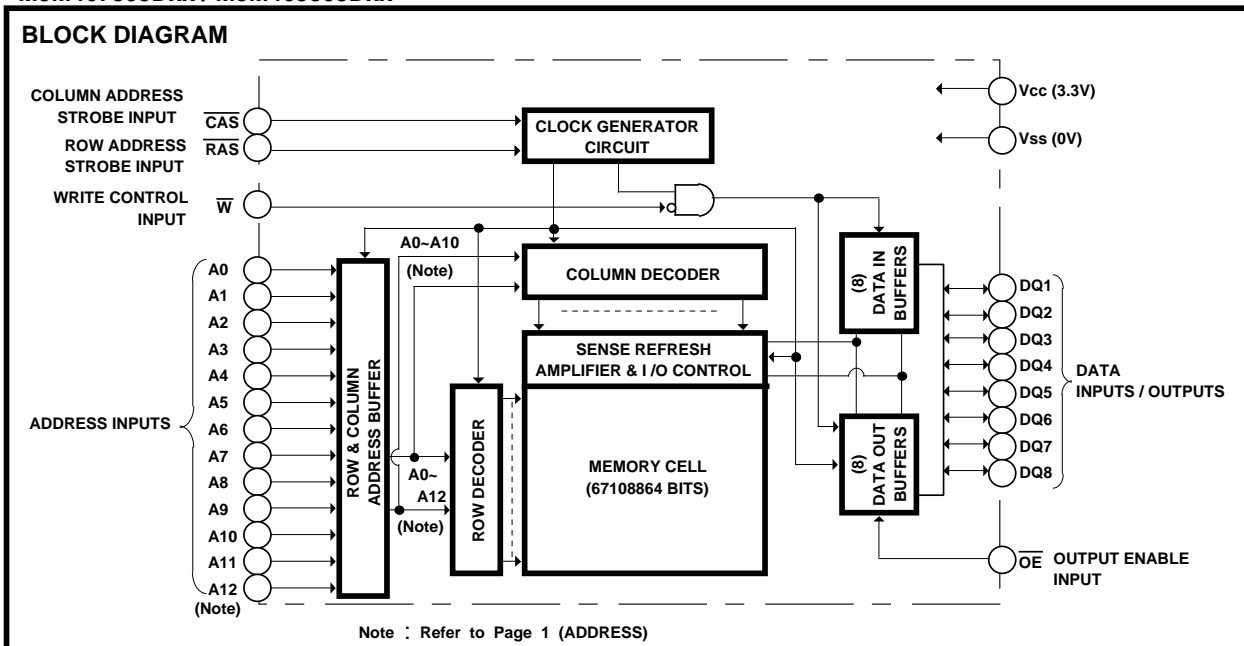 BLOCK DIAGRAM
COLUMN ADDRESS
STROBE INPUT
CAS
ROW ADDRESS
STROBE INPUT
RAS
WRITE CONTROL
INPUT
W
CLOCK GENERATOR
CIRCUIT
Vcc (3.3V)
Vss (0V)
A0~A10
(Note)
COLUMN DECODER
SENSE REFRESH
AMPLIFIER & I /O CONTROL
MEMORY CELL
(67108864 BITS)
ADDRESS INPUTS
A0
A1
A2
A3
A4
A5
A6
A7
A8
A9
A10
A11
A12
(Note)
ROW & COLUMN
ADDRESS BUFFER
A0~
A12
(Note)
ROW DECODER
(8)
DATA IN
BUFFERS
(8)
DATA OUT
BUFFERS
DQ1
DQ2
DQ3
DQ4
DQ5
DQ6
DQ7
DQ8
DATA
INPUTS / OUTPUTS
OE
OUTPUT ENABLE
INPUT
Note : Refer to Page 1 (ADDRESS)